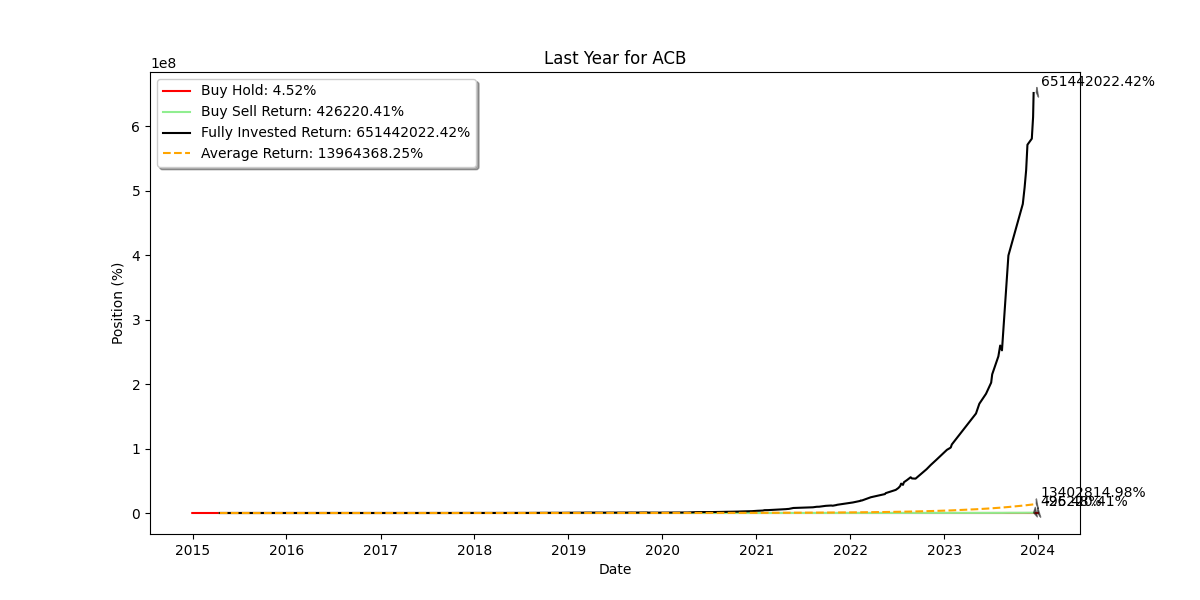 Last Year for ACB
1e8
Buy Hold: 4.52%
Buy Sell Return: 426220.41%
Fully Invested Return: 651442022.42%
Average Return: 13964368.25%
651442022.42%
6
5
4
3
2
1
0
Position (%)
13402814.98%
2015 2016 2017 2018 2019 2020 2021 2022 2023 2024
Date